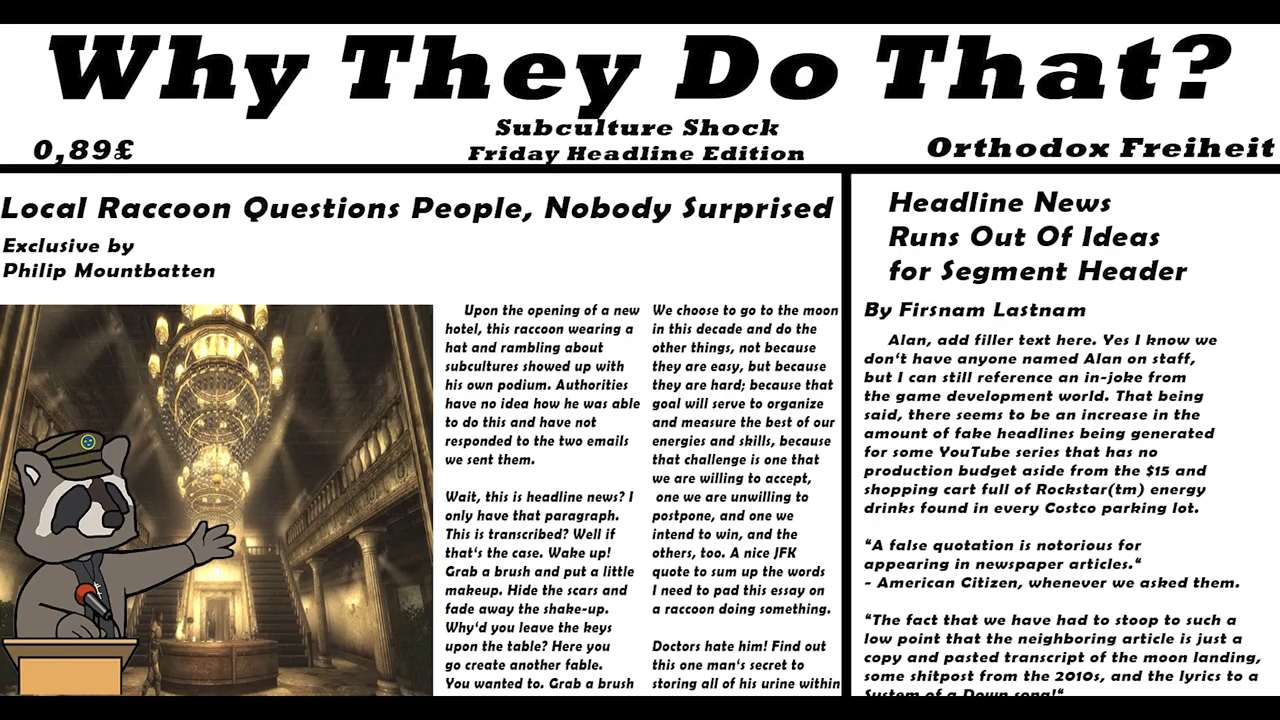 Why They Do That?
Subculture Shock
Friday Headline Edition
0,89£
Orthodox Freiheit
Local Raccoon Questions People, Nobody Surprised
Exclusive by
Philip Mountbatten
Upon the opening of a new
hotel, this raccoon wearing a
hat and rambling about
subcultures showed up with
his own podium. Authorities
have no idea how he was able
to do this and have not
responded to the two emails
we sent them.
Wait, this is headline news? I
only have that paragraph.
This is transcribed? Well if
that's the case. Wake up!
Grab a brush and put a little
makeup. Hide the scars and
fade away the shake-up.
Why'd you leave the keys
upon the table? Here you
go create another fable.
You wanted to. Grab a brush
We choose to go to the moon
in this decade and do the
other things, not because
they are easy, but because
they are hard; because that
goal will serve to organize
and measure the best of our
energies and skills, because
that challenge is one that
we are willing to accept,
one we are unwilling to
postpone, and one we
intend to win, and the
others, too. A nice JFK
quote to sum up the words
I need to pad this essay on
a raccoon doing something.
Doctors hate him! Find out
this one man's secret to
storing all of his urine within
Headline News
Runs Out Of Ideas
for Segment Header
By Firsnam Lastnam
Alan, add filler text here. Yes I know we
don't have anyone named Alan on staff,
but I can still reference an in-joke from
the game development world. That being
said, there seems to be an increase in the
amount of fake headlines being generated
for some YouTube series that has no
production budget aside from the $15 and
shopping cart full of Rockstar(tm) energy
drinks found in every Costco parking lot.
"A false quotation is notorious for
appearing in newspaper articles."
- American Citizen, whenever we asked them.
"The fact that we have had to stoop to such a
low point that the neighboring article is just a
copy and pasted transcript of the moon landing,
some shitpost from the 2010s, and the lyrics to a
System of a Down song!"